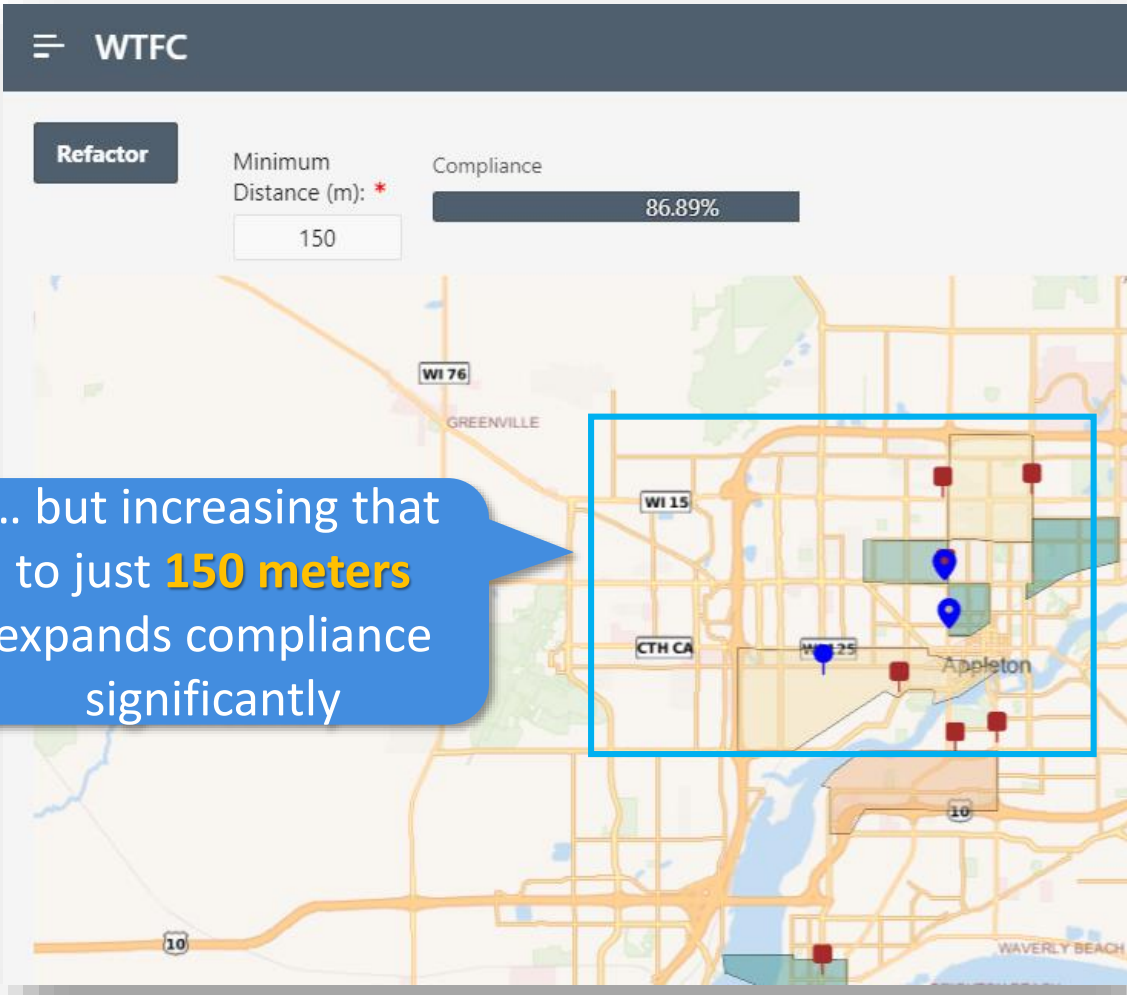 WTFC
Refactor
Minimum
Distance (m): *
Compliance
86.89%
150
WI 76
GREENVILLE
.. but increasing that
to just 150 meters
expands compliance
significantly
WI 15
CTH CA
Appleton
10
10
WAVERLY BEACH